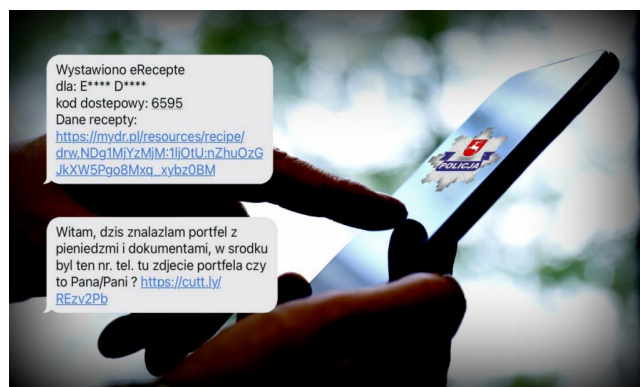 Wystawiono eRecepte
dla: E**** D****
kod dostepowy: 6595
Dane recepty:
https://mydr.pl/resources/recipe/
drw,NDg1MjYzMjM:1ljOtU:nZhuOzG
JkXW5Pgo8Mxq_xybz0BM
Witam, dzis znalazlam portfel z
pieniedzmi i dokumentami, w srodku
byl ten nr. tel. tu zdjecie portfela czy
to Pana/Pani ? https://cutt.ly/
REzv2Pb
POLICJA